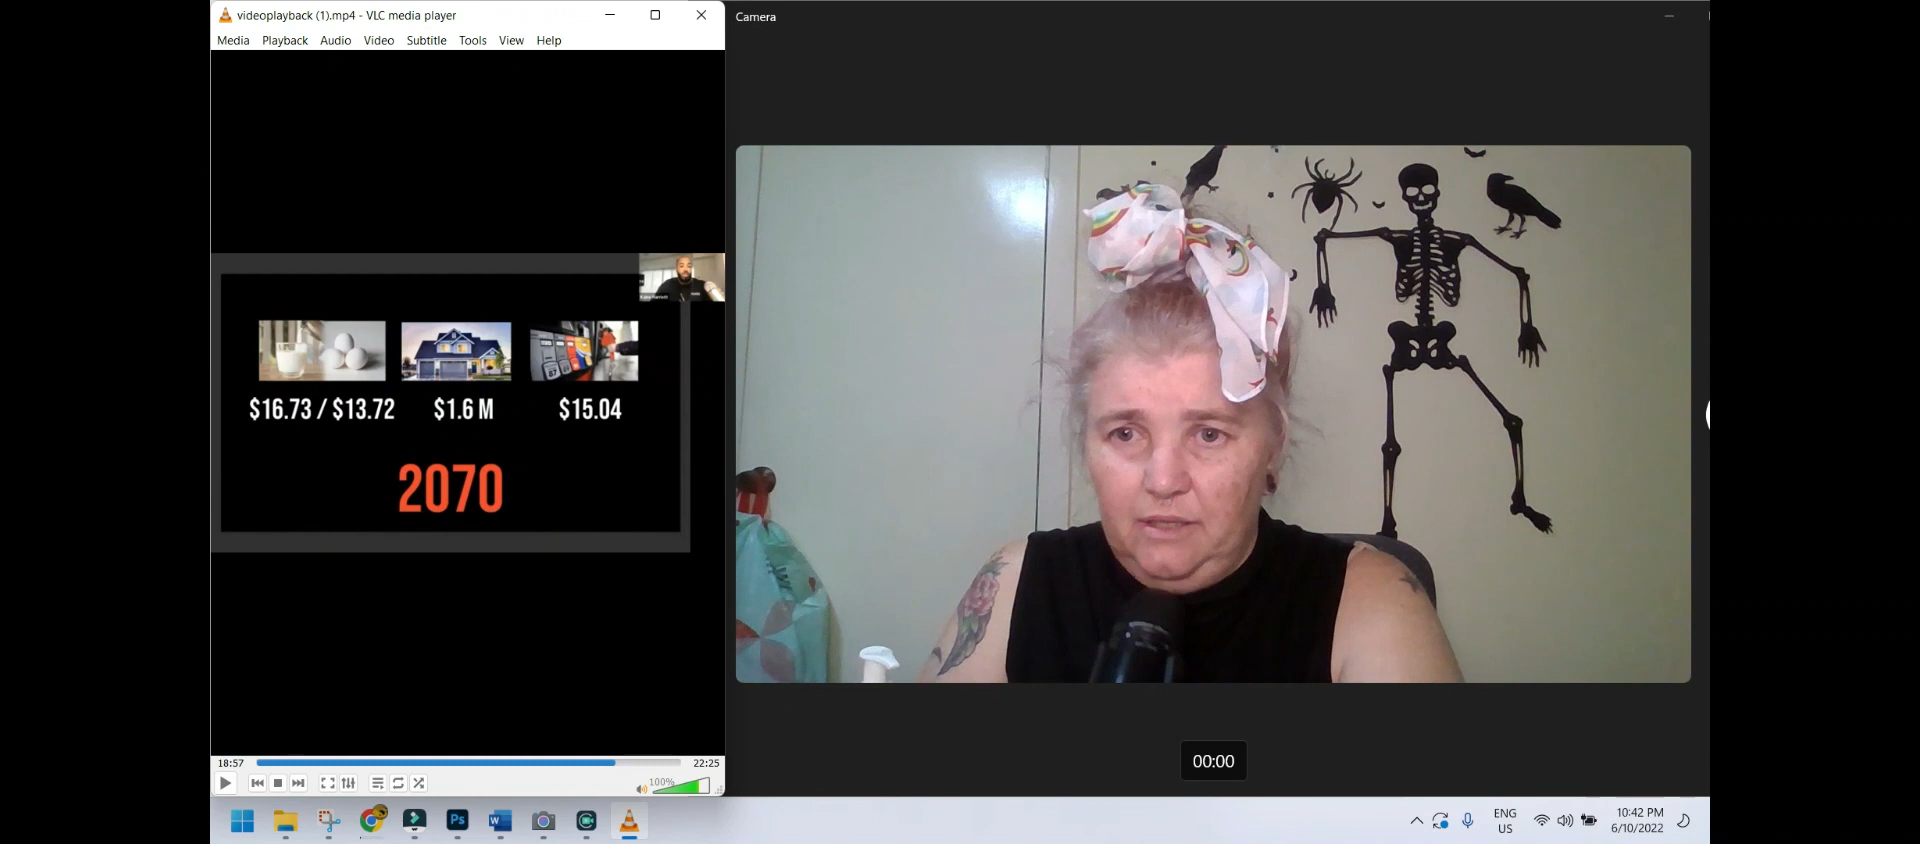 videoplayback (1).mp4 - VLC media player
Media Playback Audio Video Subtitle Tools View Help
$16.73 / $13.72 $1.6 M $15.04
2070
18:57 22:25
100%
Camera
00:00
Ps
W
ENG
US
10:42 PM
6/10/2022